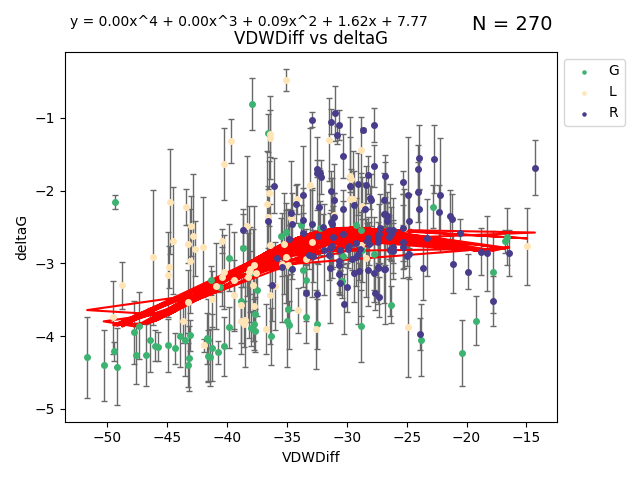 y = 0.00x^4 + 0.00x^3 + 0.09x^2 + 1.62x + 7.77
N = 270
VDWDiff vs deltaG
G
L
R
−1
−2
−3
−4
−5
deltaG
−50 −45 −40 −35 −30 −25 −20 −15
VDWDiff